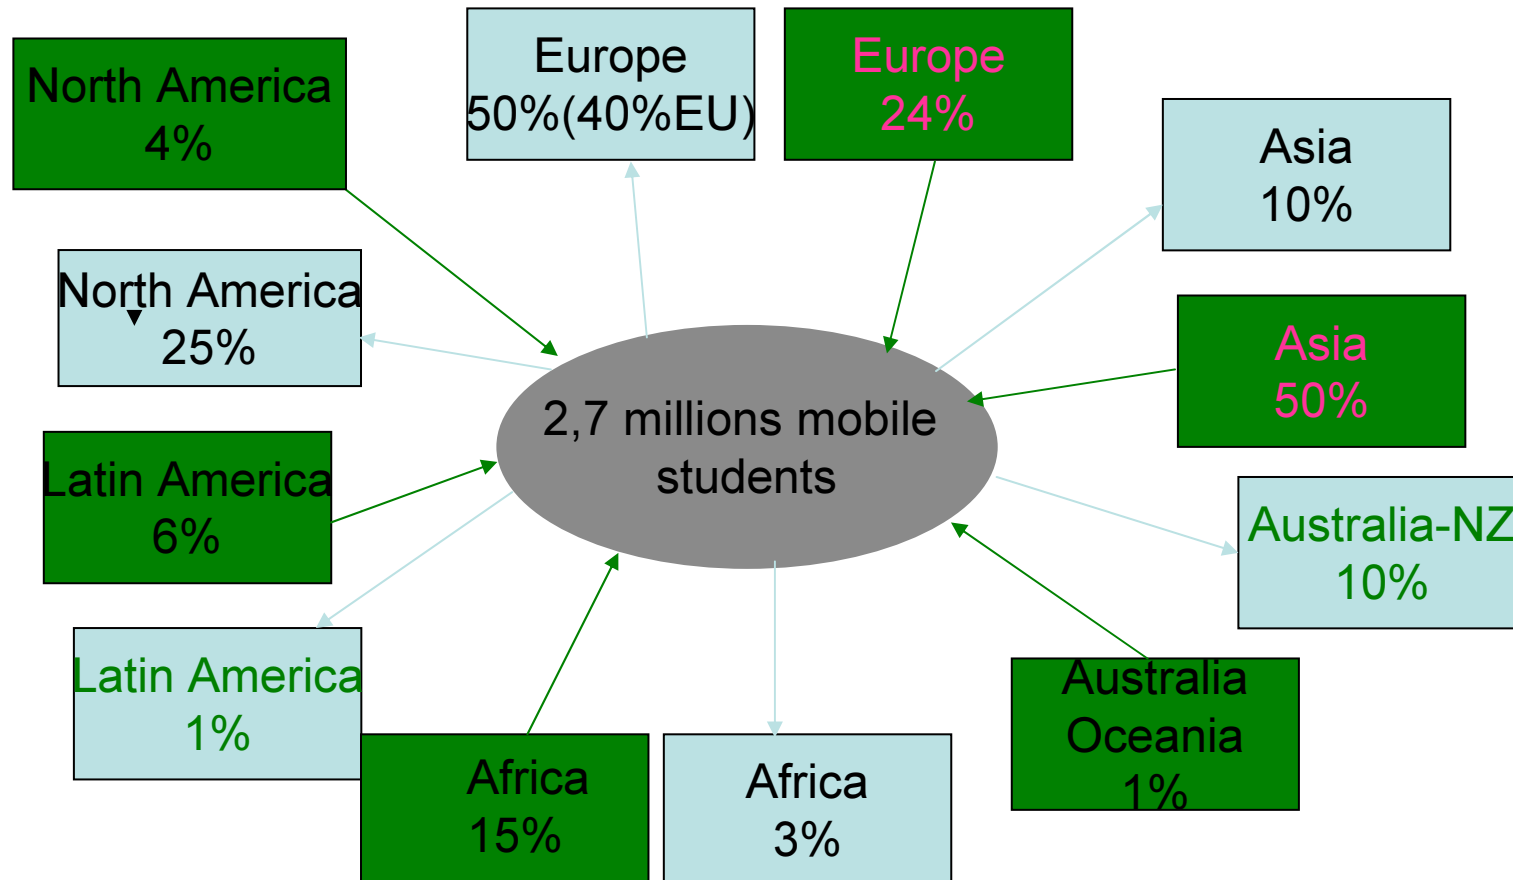 North America
4%
Europe
50%(40%EU)
Europe
24%
Asia
10%
North America
25%
Asia
50%
2,7 millions mobile
students
Latin America
6%
Australia-NZ
10%
Latin America
1%
Australia
Oceania
1%
Africa
15%
Africa
3%